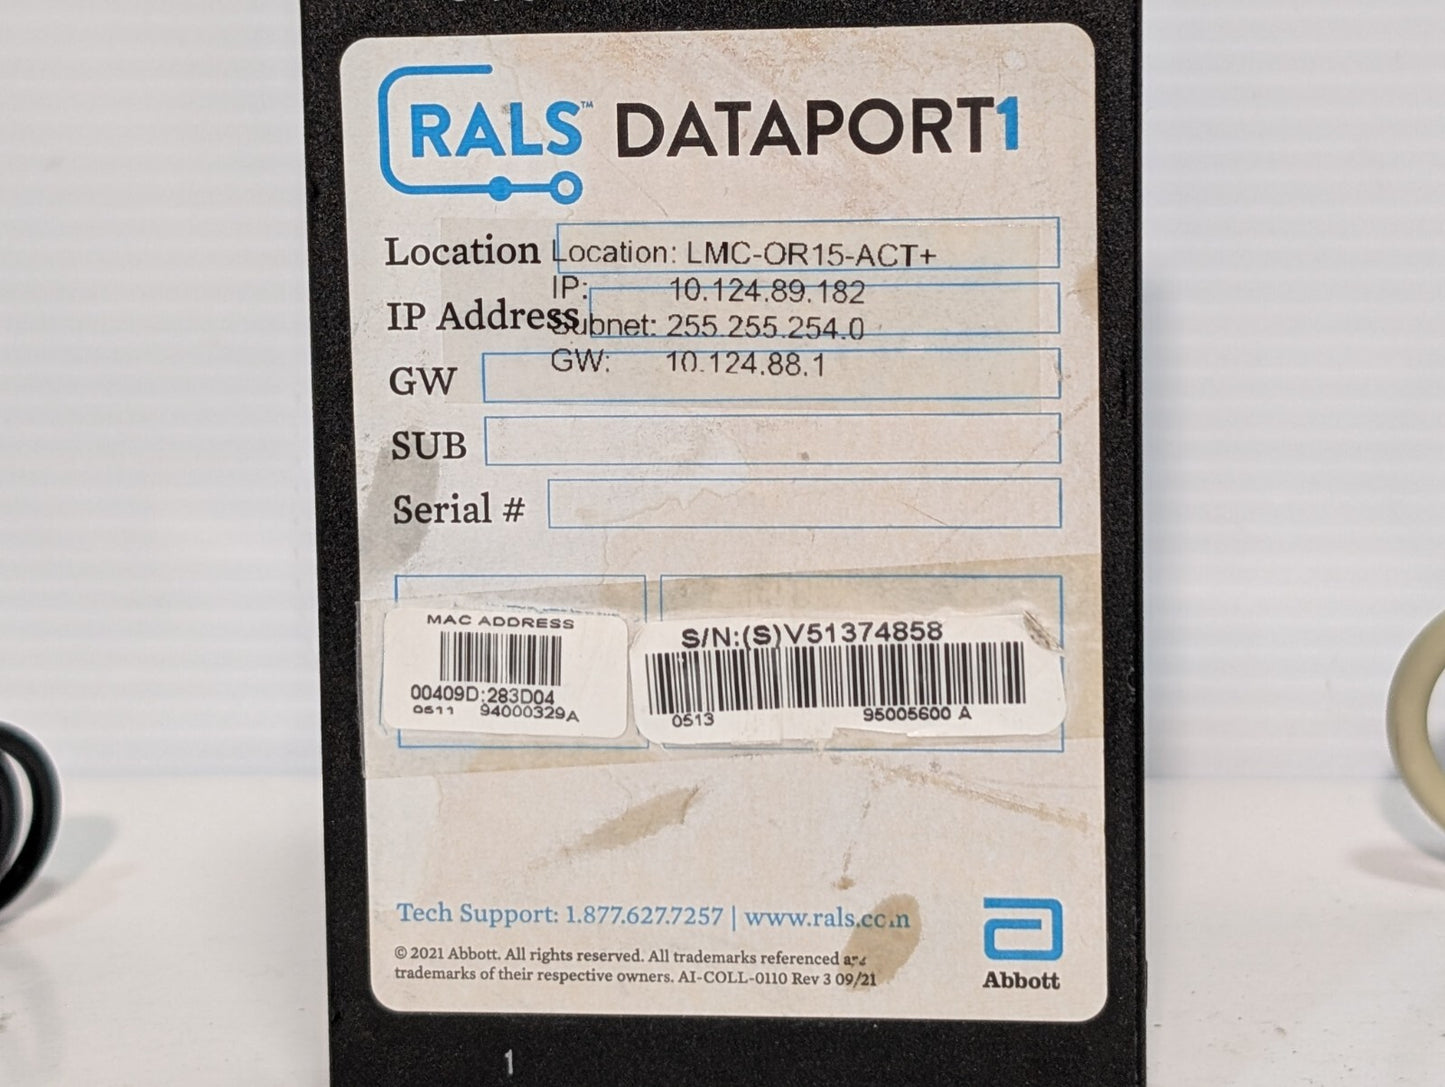 RALS™ DATAPORT1
Location Location: LMC-OR15-ACT+
IP: 10.124.89.182
IP Address Subnet: 255.255.254.0
GW: 10.124.88.1
GW
SUB
Serial #
MAC ADDRESS
00409D:283D04
0611 94000329A
S/N:(S)V51374858
0513 95005600 A
Tech Support: 1.877.627.7257 | www.rals.com
© 2021 Abbott. All rights reserved. All trademarks referenced are
trademarks of their respective owners. AI-COLL-0110 Rev 3 09/21
Abbott
1